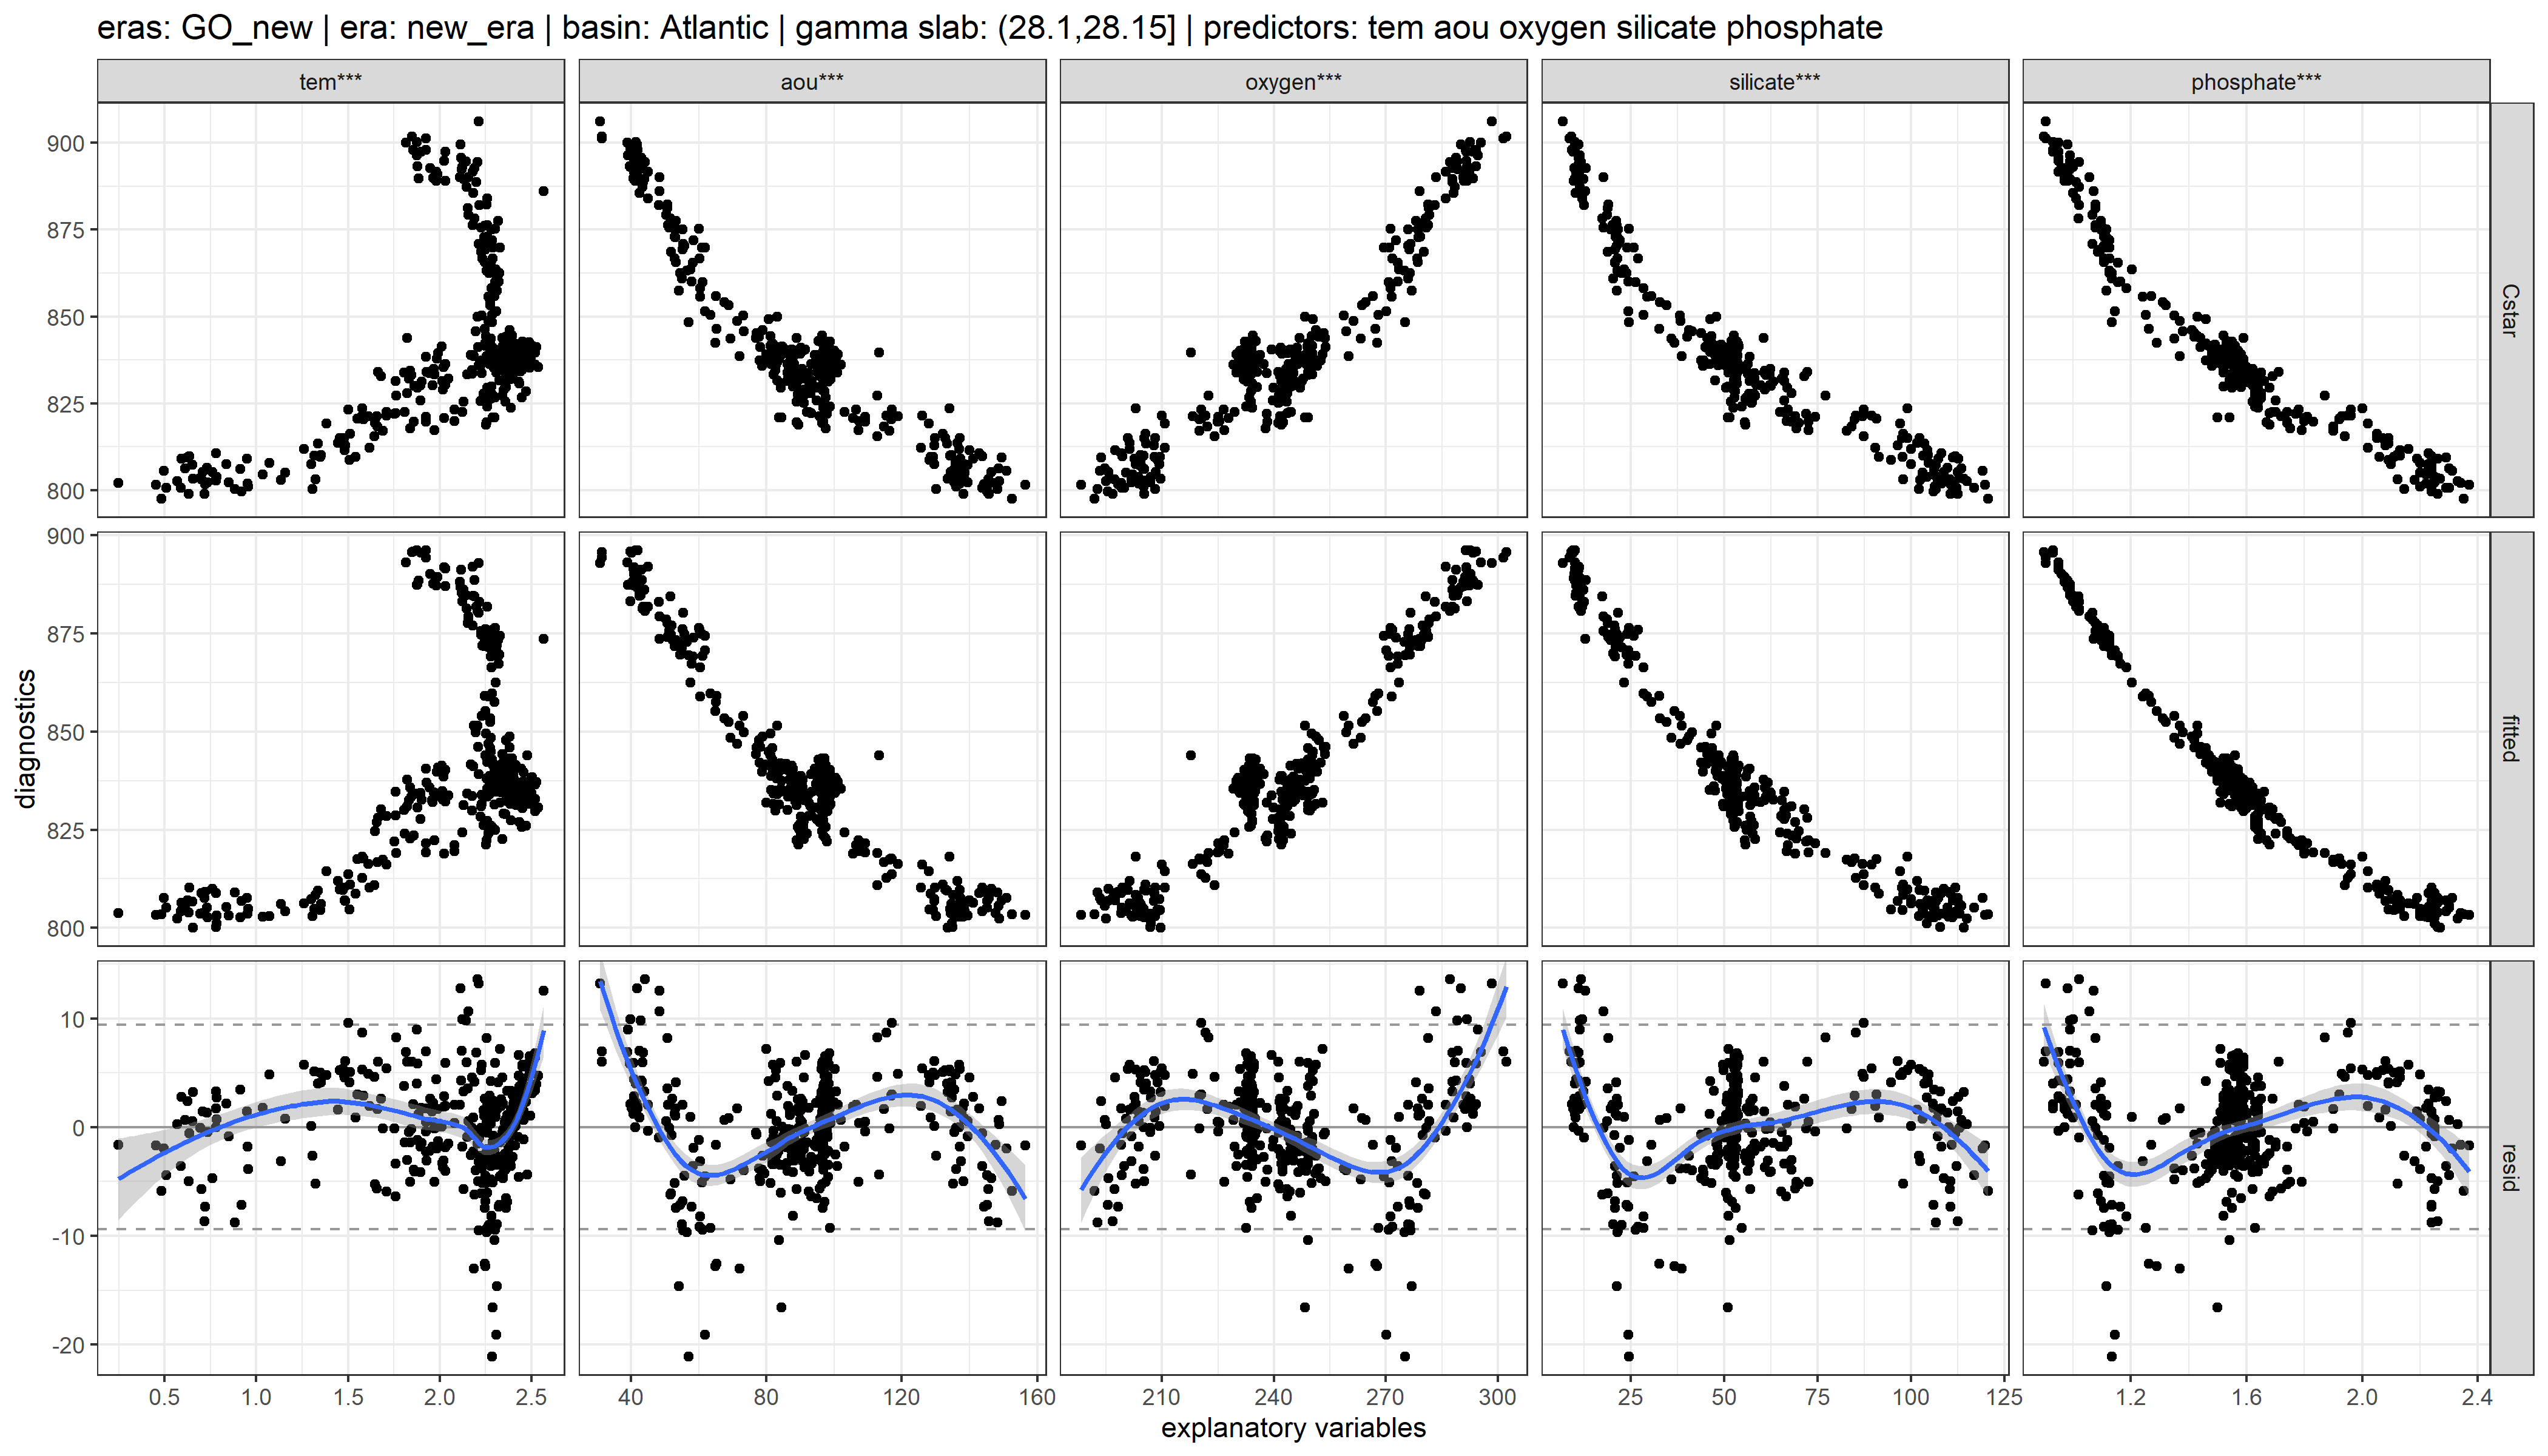 eras: GO_new | era: new_era | basin: Atlantic | gamma slab: (28.1,28.15] | predictors: tem aou oxygen silicate phosphate
tem*** aou*** oxygen*** silicate*** phosphate***
900
875
850
825
800
Cstar
900
875
850
825
800
fitted
10
0
-10
-20
resid
diagnostics
0.5 1.0 1.5 2.0 2.5 40 80 120 160 210 240 270 300 25 50 75 100 125 1.2 1.6 2.0 2.4
explanatory variables